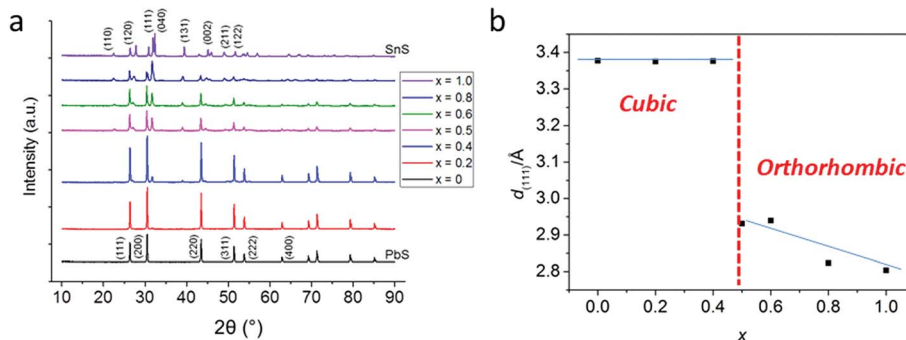 a
(110)
(120)
(111)
(040)
(131)
(002)
(211)
(122)
SnS
Intensity (a.u.)
x = 1.0
x = 0.8
x = 0.6
x = 0.5
x = 0.4
x = 0.2
x = 0
(111)
(200)
(220)
(311)
(222)
(400)
PbS
10 20 30 40 50 60 70 80 90
2θ (°)
b
3.4
3.3
3.2
3.1
3.0
2.9
2.8
d(111)/Å
Cubic
Orthorhombic
0.0 0.2 0.4 0.6 0.8 1.0
x